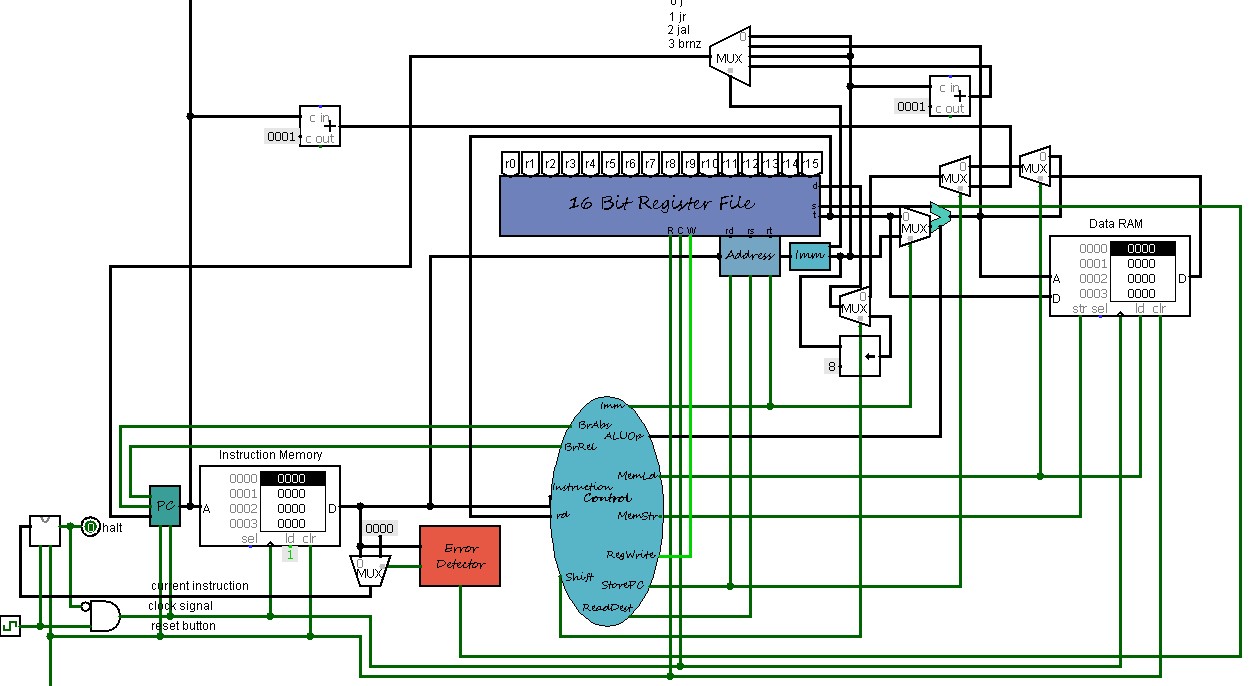 0 j
1 jr
2 jal
3 brnz
MUX
0
c in
+
c out
0001
c in
+
c out
0001
r0 r1 r2 r3 r4 r5 r6 r7 r8 r9 r10 r11 r12 r13 r14 r15
16 Bit Register File
d
s
t
R C W rd rs rt
Address
Imm
MUX
0
MUX
0
MUX
0
MUX
0
8
Data RAM
0000 0000
0001 0000
0002 0000
0003 0000
A
D
D
str sel ld clr
Imm
BrAbs
ALUOp
BrRel
MemLd
Instruction
Control
rd
MemStr
RegWrite
Shift
StorePC
ReadDest
Instruction Memory
0000 0000
0001 0000
0002 0000
0003 0000
A
D
sel ld clr
1
PC
halt
0000
0
MUX
Error
Detector
current instruction
clock signal
reset button